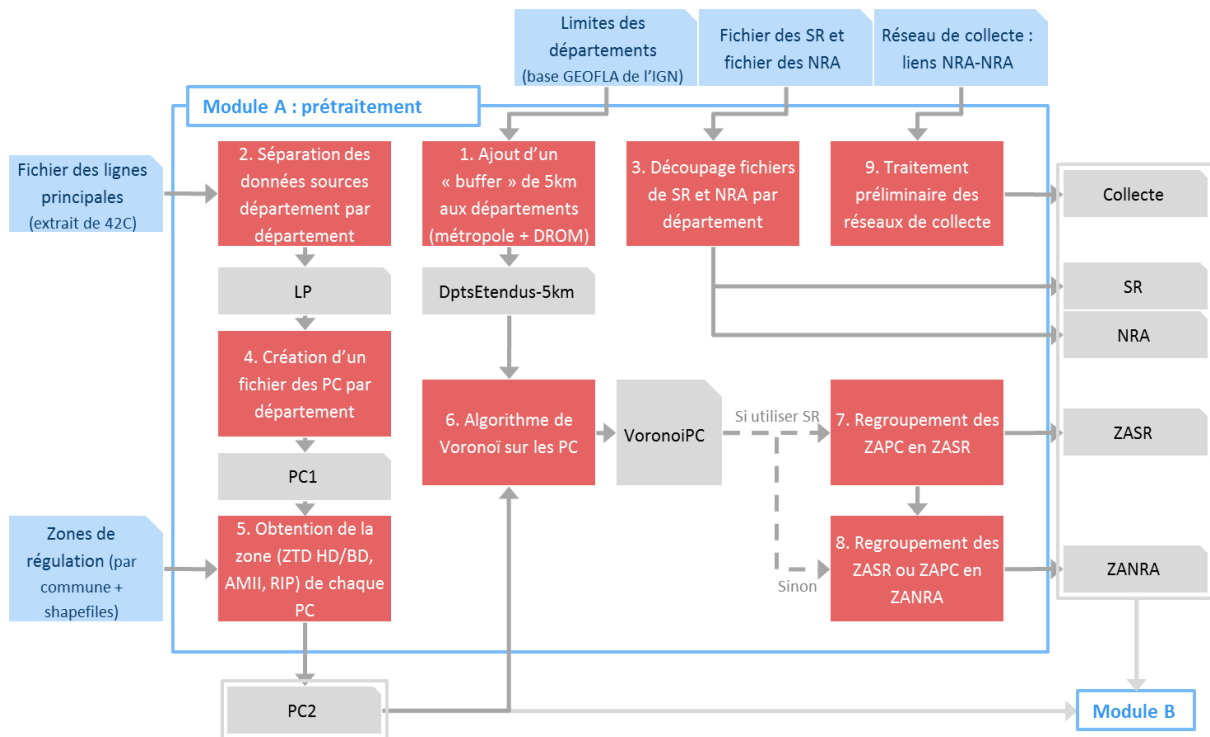 Limites des
départements
(base GEOFLA de l'IGN)
Fichier des SR et
fichier des NRA
Réseau de collecte :
liens NRA-NRA
Module A : prétraitement
Fichier des lignes
principales
(extrait de 42C)
2. Séparation des
données sources
département par
département
1. Ajout d'un
« buffer » de 5km
aux départements
(métropole + DROM)
3. Découpage fichiers
de SR et NRA par
département
9. Traitement
préliminaire des
réseaux de collecte
Collecte
LP
DptsEtendus-5km
SR
NRA
4. Création d'un
fichier des PC par
département
6. Algorithme de
Voronoï sur les PC
VoronoiPC
Si utiliser SR
7. Regroupement des
ZAPC en ZASR
ZASR
PC1
Zones de
régulation (par
commune +
shapefiles)
5. Obtention de la
zone (ZTD HD/BD,
AMII, RIP) de chaque
PC
Sinon
8. Regroupement des
ZASR ou ZAPC en
ZANRA
ZANRA
PC2
Module B